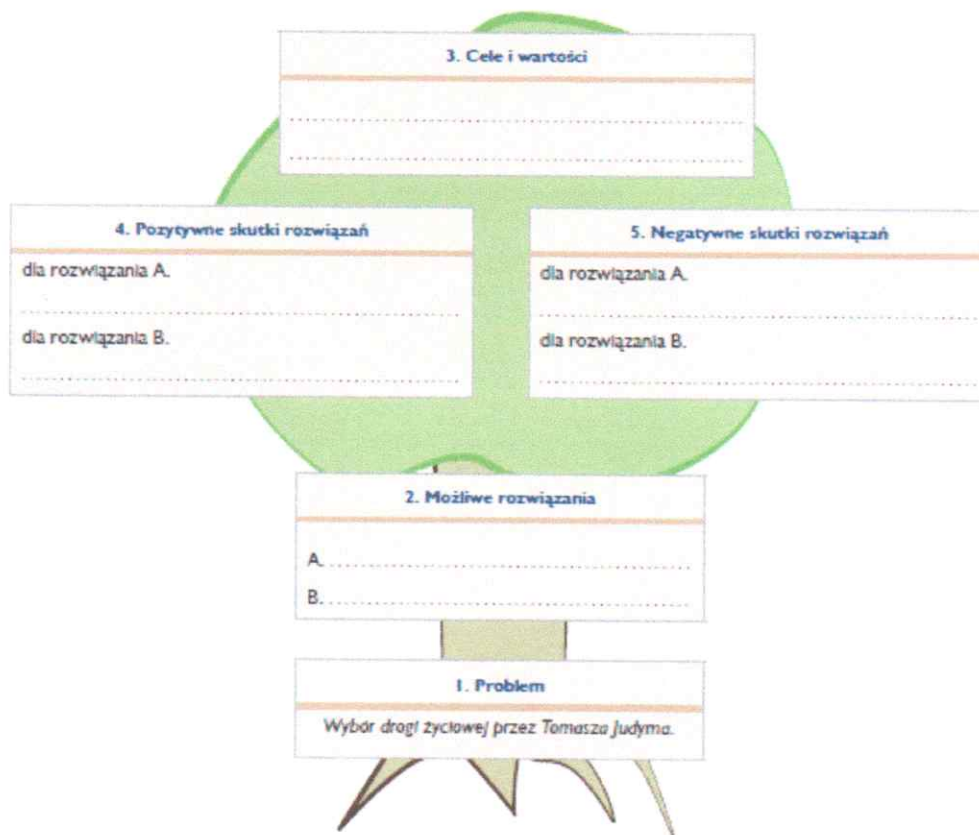 3. Cele i wartości
4. Pozytywne skutki rozwiązań
dla rozwiązania A.
dla rozwiązania B.
5. Negatywne skutki rozwiązań
dla rozwiązania A.
dla rozwiązania B.
2. Możliwe rozwiązania
A.
B.
1. Problem
Wybór drogi życiowej przez Tomasza Judyma.